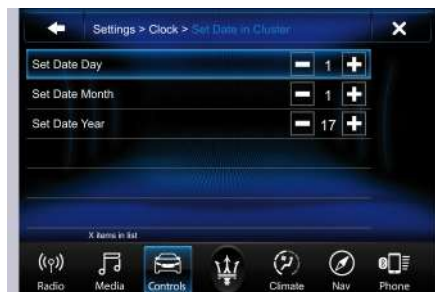 Settings > Clock > Set Date in Cluster
Set Date Day 1
Set Date Month 1
Set Date Year 17
X items in list
Radio Media Controls Climate Nav Phone